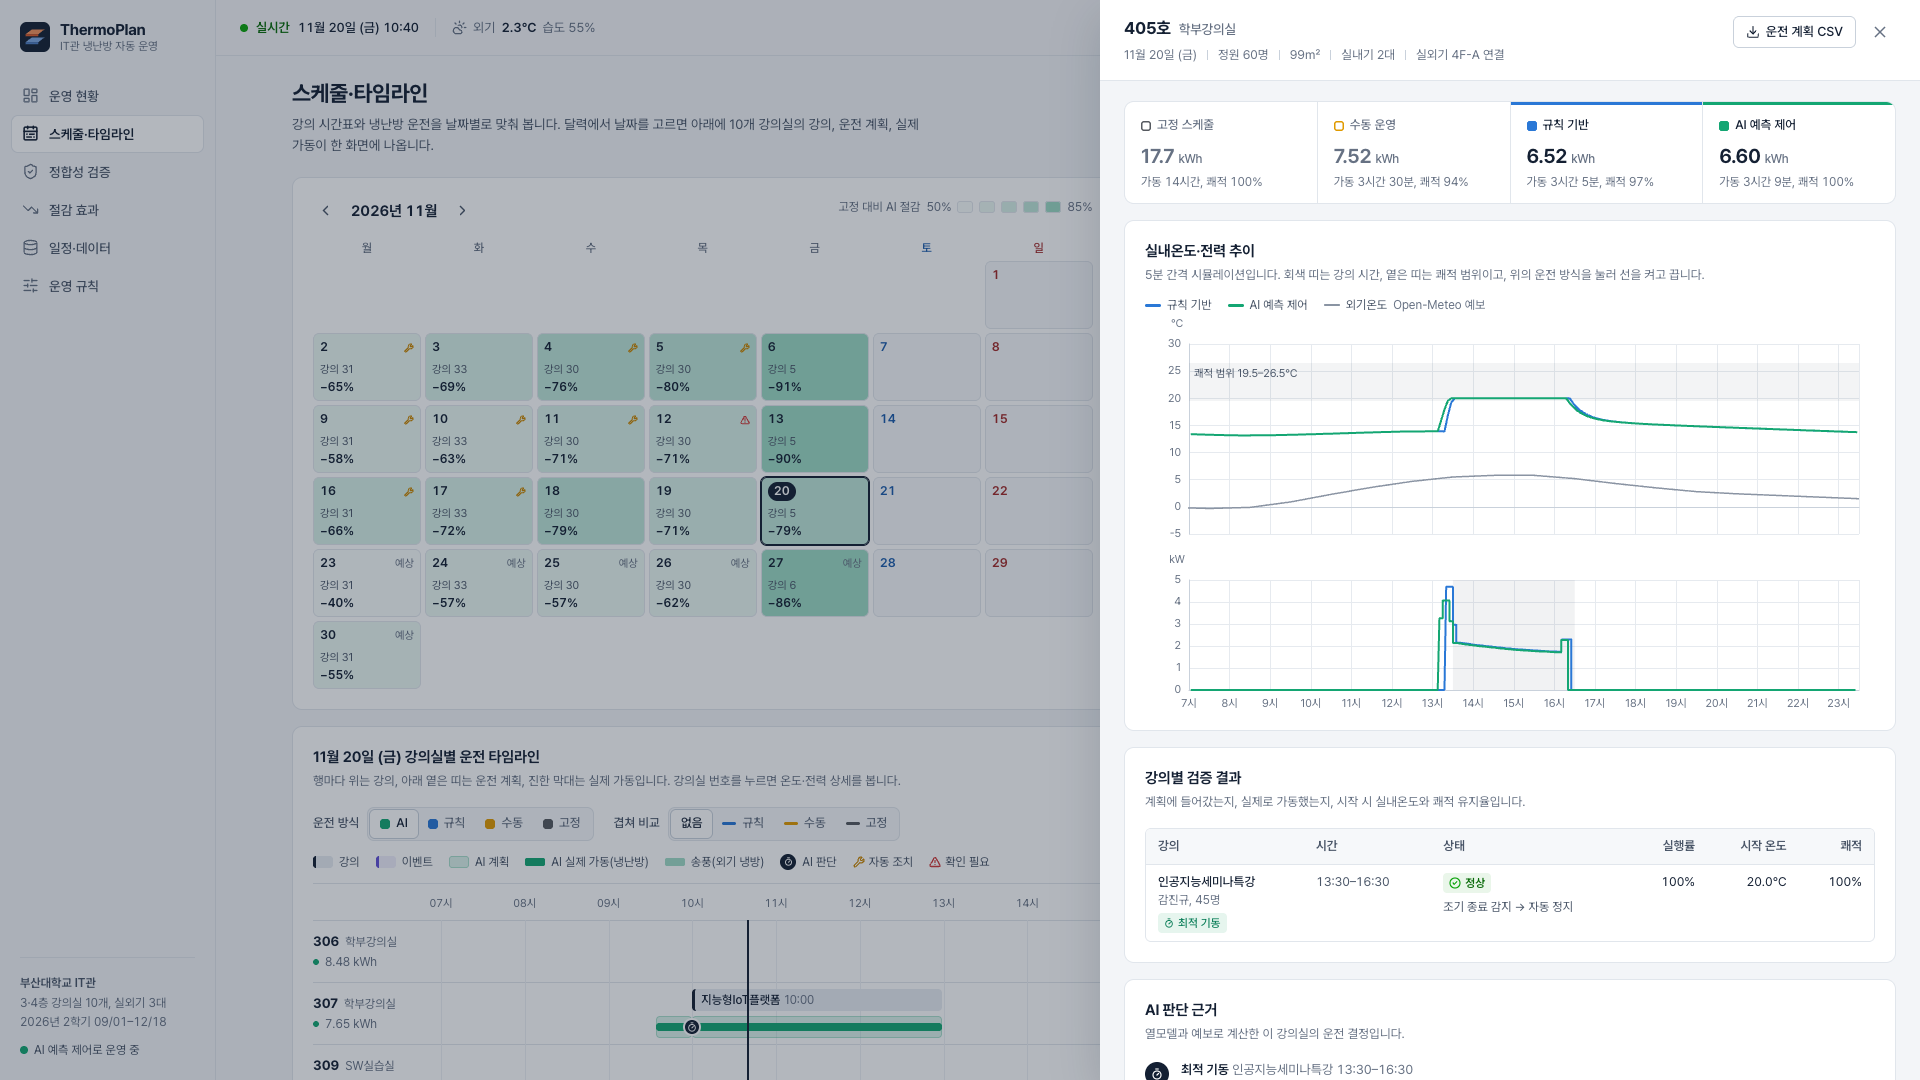 ThermoPlan
IT관 냉난방 자동 운영
운영 현황
스케줄·타임라인
정합성 검증
절감 효과
일정·데이터
운영 규칙
부산대학교 IT관
3·4층 강의실 10개, 실외기 3대
2026년 2학기 09/01–12/18
AI 예측 제어로 운영 중
실시간 11월 20일 (금) 10:40 외기 2.3°C 습도 55%
스케줄·타임라인
강의 시간표와 냉난방 운전을 날짜별로 맞춰 봅니다. 달력에서 날짜를 고르면 아래에 10개 강의실의 강의, 운전 계획, 실제
가동이 한 화면에 나옵니다.
2026년 11월
고정 대비 AI 절감 50% 85%
월 화 수 목 금 토 일
1
2 3 4 5 6 7 8
강의 31 강의 33 강의 30 강의 30 강의 5
−65% −69% −76% −80% −91%
9 10 11 12 13 14 15
강의 31 강의 33 강의 30 강의 30 강의 5
−58% −63% −71% −71% −90%
16 17 18 19 20 21 22
강의 31 강의 33 강의 30 강의 30 강의 5
−66% −72% −79% −71% −79%
23 예상 24 예상 25 예상 26 예상 27 예상 28 29
강의 31 강의 33 강의 30 강의 30 강의 6
−40% −57% −57% −62% −86%
30 예상
강의 31
−55%
11월 20일 (금) 강의실별 운전 타임라인
행마다 위는 강의, 아래 옅은 띠는 운전 계획, 진한 막대는 실제 가동입니다. 강의실 번호를 누르면 온도·전력 상세를 봅니다.
운전 방식 AI 규칙 수동 고정 겹쳐 비교 없음 규칙 수동 고정
강의 이벤트 AI 계획 AI 실제 가동(냉난방) 송풍(외기 냉방) AI 판단 자동 조치 확인 필요
07시 08시 09시 10시 11시 12시 13시 14시
306 학부강의실
8.48 kWh
307 학부강의실
7.65 kWh
지능형IoT플랫폼 10:00
309 SW실습실
405호 학부강의실
11월 20일 (금) 정원 60명 99m² 실내기 2대 실외기 4F-A 연결
운전 계획 CSV
고정 스케줄
17.7 kWh
가동 14시간, 쾌적 100%
수동 운영
7.52 kWh
가동 3시간 30분, 쾌적 94%
규칙 기반
6.52 kWh
가동 3시간 5분, 쾌적 97%
AI 예측 제어
6.60 kWh
가동 3시간 9분, 쾌적 100%
실내온도·전력 추이
5분 간격 시뮬레이션입니다. 회색 띠는 강의 시간, 옅은 띠는 쾌적 범위이고, 위의 운전 방식을 눌러 선을 켜고 끕니다.
규칙 기반 AI 예측 제어 외기온도 Open-Meteo 예보
°C
30
25
20
15
10
5
0
-5
쾌적 범위 19.5–26.5°C
kW
5
4
3
2
1
0
7시 8시 9시 10시 11시 12시 13시 14시 15시 16시 17시 18시 19시 20시 21시 22시 23시
강의별 검증 결과
계획에 들어갔는지, 실제로 가동했는지, 시작 시 실내온도와 쾌적 유지율입니다.
강의 시간 상태 실행률 시작 온도 쾌적
인공지능세미나특강 13:30–16:30 정상 100% 20.0°C 100%
감진규, 45명
조기 종료 감지 → 자동 정지
최적 기동
AI 판단 근거
열모델과 예보로 계산한 이 강의실의 운전 결정입니다.
최적 기동 인공지능세미나특강 13:30–16:30